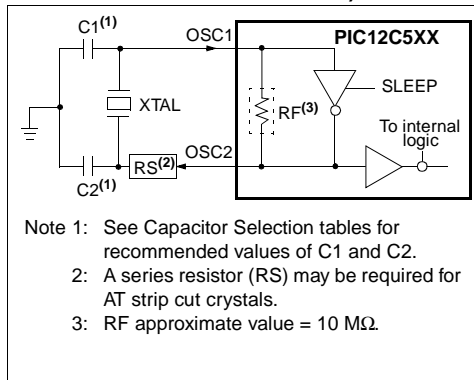 C1(1)
OSC1
PIC12C5XX
SLEEP
XTAL
RF(3)
To internal
logic
OSC2
RS(2)
C2(1)
Note 1: See Capacitor Selection tables for
recommended values of C1 and C2.
2: A series resistor (RS) may be required for
AT strip cut crystals.
3: RF approximate value = 10 MΩ.